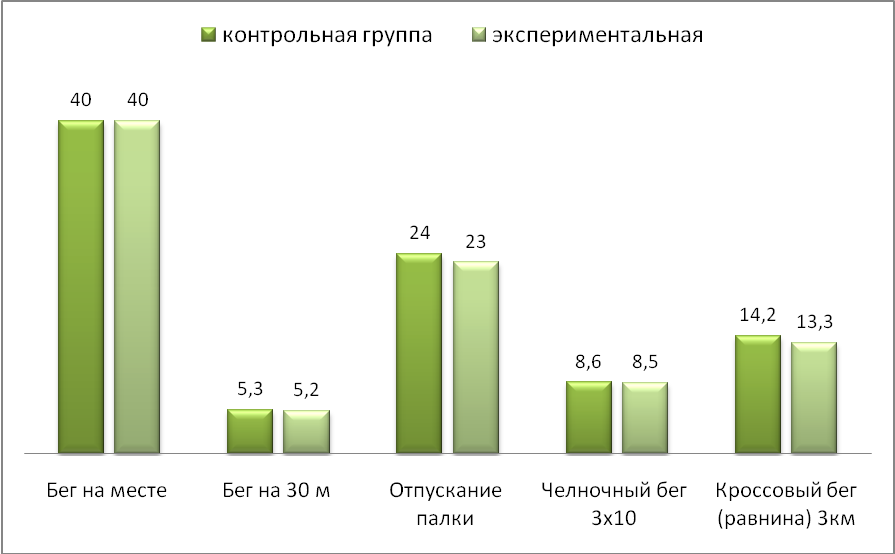 контрольная группа экспериментальная
40 40
5,3 5,2
24 23
8,6 8,5
14,2 13,3
Бег на месте
Бег на 30 м
Отпускание
палки
Челночный бег
3х10
Кроссовый бег
(равнина) 3км